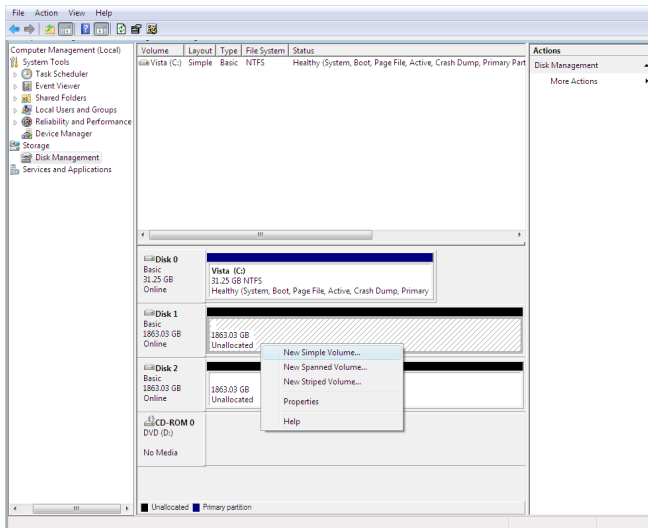 File Action View Help
Computer Management (Local)
System Tools
Task Scheduler
Event Viewer
Shared Folders
Local Users and Groups
Reliability and Performance
Device Manager
Storage
Disk Management
Services and Applications
Volume Layout Type File System Status
Vista (C:) Simple Basic NTFS Healthy (System, Boot, Page File, Active, Crash Dump, Primary Part
Actions
Disk Management
More Actions
Disk 0
Basic
31.25 GB
Online
Vista (C:)
31.25 GB NTFS
Healthy (System, Boot, Page File, Active, Crash Dump, Primary
Disk 1
Basic
1863.03 GB
Online
1863.03 GB
Unallocated
New Simple Volume...
New Spanned Volume...
New Striped Volume...
Properties
Help
Disk 2
Basic
1863.03 GB
Online
1863.03 GB
Unallocated
CD-ROM 0
DVD (D:)
No Media
Unallocated Primary partition